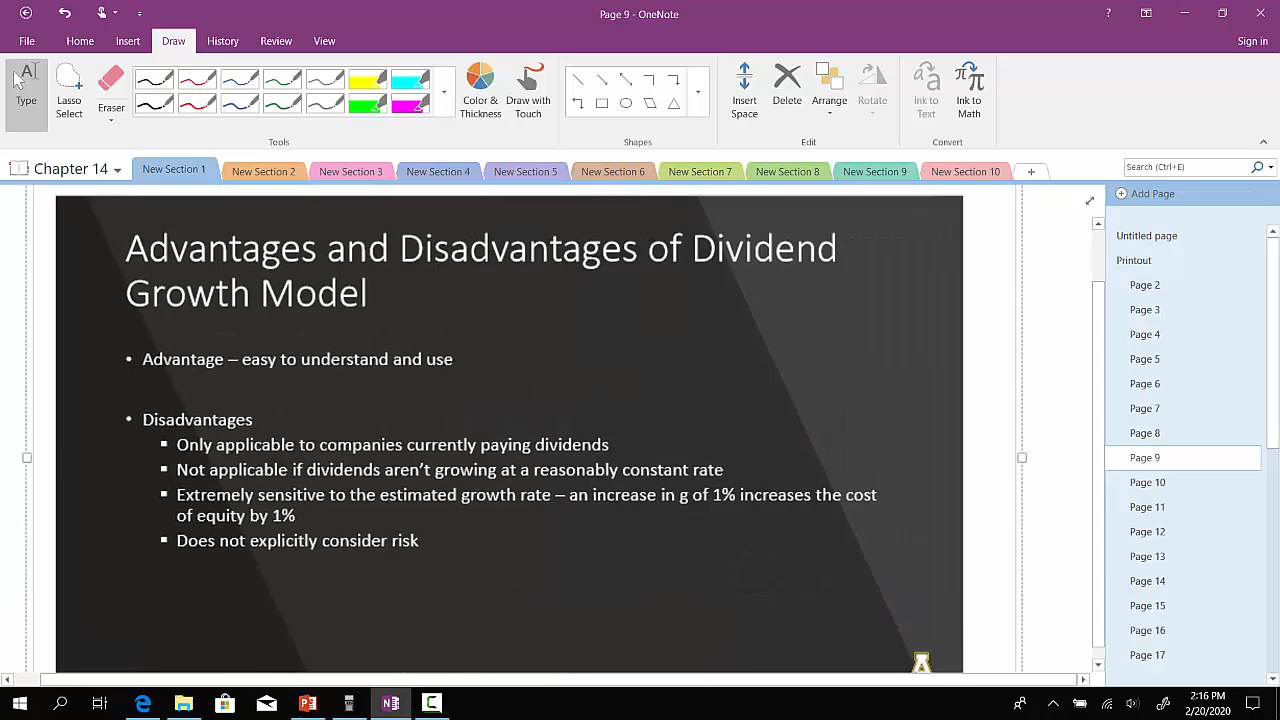 Page 9 - OneNote
File Home Insert Draw History Review View Sign in
Type
Lasso Select
Eraser
Color & Thickness
Draw with Touch
Insert Space
Delete
Arrange
Rotate
Ink to Text
Ink to Math
Tools Shapes Edit Convert
Chapter 14 New Section 1 New Section 2 New Section 3 New Section 4 New Section 5 New Section 6 New Section 7 New Section 8 New Section 9 New Section 10 Search (Ctrl+E)
Advantages and Disadvantages of Dividend
Growth Model
• Advantage – easy to understand and use
• Disadvantages
▪ Only applicable to companies currently paying dividends
▪ Not applicable if dividends aren't growing at a reasonably constant rate
▪ Extremely sensitive to the estimated growth rate – an increase in g of 1% increases the cost
of equity by 1%
▪ Does not explicitly consider risk
A
Add Page
Untitled page
Printout
Page 2
Page 3
Page 4
Page 5
Page 6
Page 7
Page 8
Page 9
Page 10
Page 11
Page 12
Page 13
Page 14
Page 15
Page 16
Page 17
2:16 PM
2/20/2020